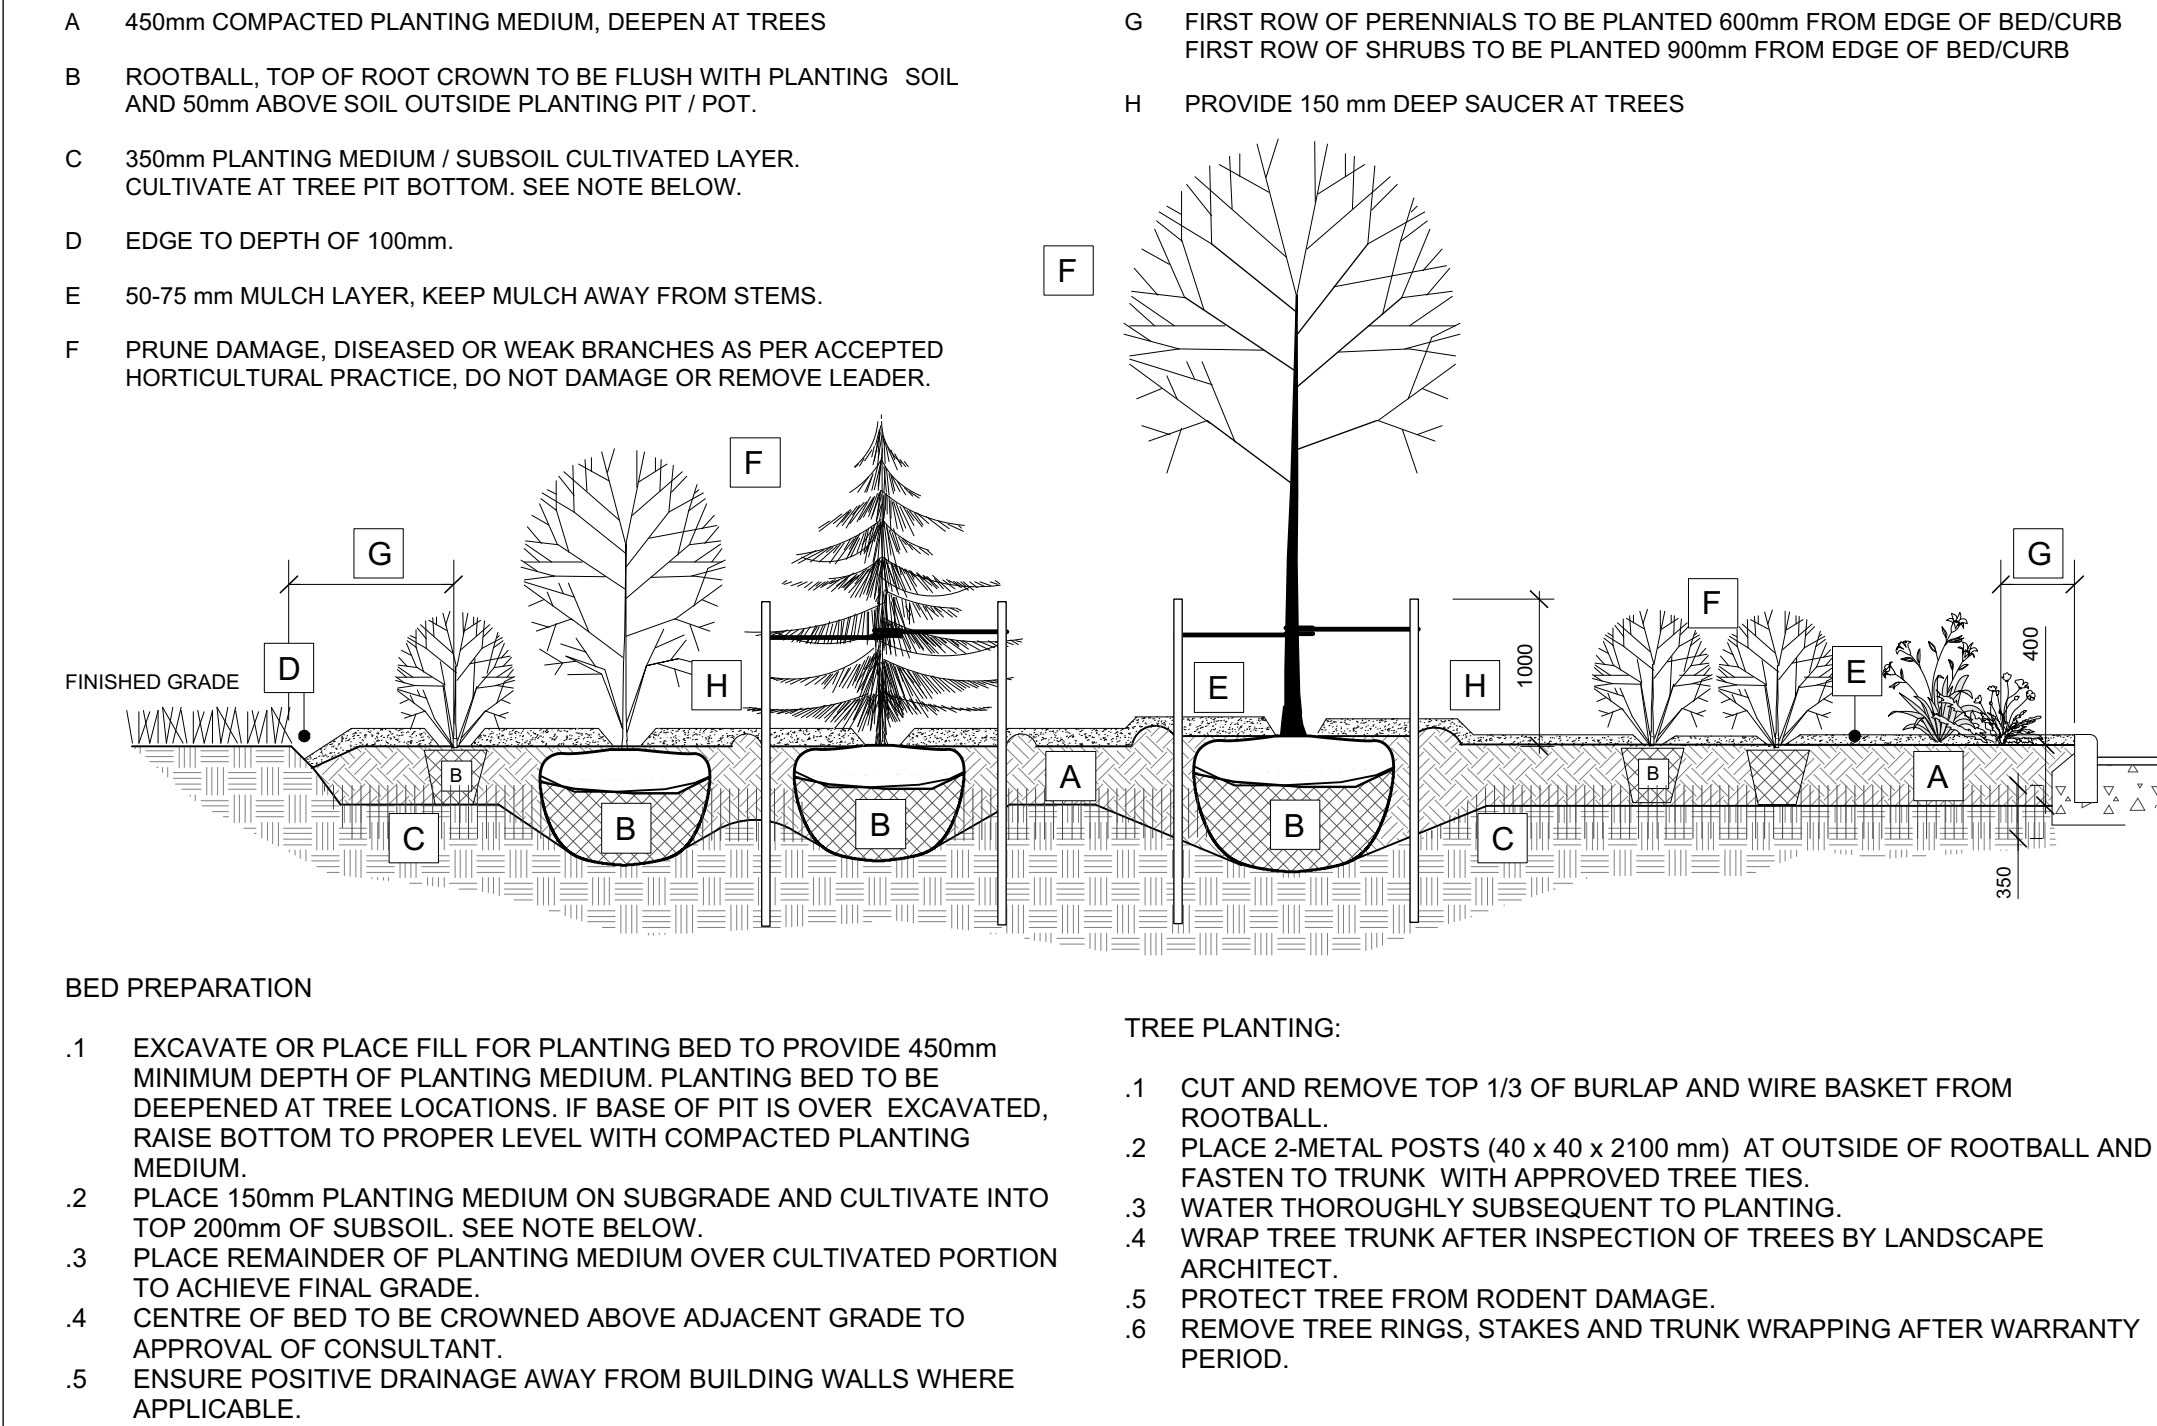 A 450mm COMPACTED PLANTING MEDIUM, DEEPEN AT TREES
B ROOTBALL, TOP OF ROOT CROWN TO BE FLUSH WITH PLANTING SOIL
AND 50mm ABOVE SOIL OUTSIDE PLANTING PIT / POT.
C 350mm PLANTING MEDIUM / SUBSOIL CULTIVATED LAYER.
CULTIVATE AT TREE PIT BOTTOM. SEE NOTE BELOW.
D EDGE TO DEPTH OF 100mm.
E 50-75 mm MULCH LAYER, KEEP MULCH AWAY FROM STEMS.
F PRUNE DAMAGE, DISEASED OR WEAK BRANCHES AS PER ACCEPTED
HORTICULTURAL PRACTICE, DO NOT DAMAGE OR REMOVE LEADER.
G FIRST ROW OF PERENNIALS TO BE PLANTED 600mm FROM EDGE OF BED/CURB
FIRST ROW OF SHRUBS TO BE PLANTED 900mm FROM EDGE OF BED/CURB
H PROVIDE 150 mm DEEP SAUCER AT TREES
F
F
G
G
F
D
H
E
H
1000
E
400
FINISHED GRADE
B
A
B
A
C
B
B
B
C
350
BED PREPARATION
.1 EXCAVATE OR PLACE FILL FOR PLANTING BED TO PROVIDE 450mm
MINIMUM DEPTH OF PLANTING MEDIUM. PLANTING BED TO BE
DEEPENED AT TREE LOCATIONS. IF BASE OF PIT IS OVER EXCAVATED,
RAISE BOTTOM TO PROPER LEVEL WITH COMPACTED PLANTING
MEDIUM.
.2 PLACE 150mm PLANTING MEDIUM ON SUBGRADE AND CULTIVATE INTO
TOP 200mm OF SUBSOIL. SEE NOTE BELOW.
.3 PLACE REMAINDER OF PLANTING MEDIUM OVER CULTIVATED PORTION
TO ACHIEVE FINAL GRADE.
.4 CENTRE OF BED TO BE CROWNED ABOVE ADJACENT GRADE TO
APPROVAL OF CONSULTANT.
.5 ENSURE POSITIVE DRAINAGE AWAY FROM BUILDING WALLS WHERE
APPLICABLE.
TREE PLANTING:
.1 CUT AND REMOVE TOP 1/3 OF BURLAP AND WIRE BASKET FROM
ROOTBALL.
.2 PLACE 2-METAL POSTS (40 x 40 x 2100 mm) AT OUTSIDE OF ROOTBALL AND
FASTEN TO TRUNK WITH APPROVED TREE TIES.
.3 WATER THOROUGHLY SUBSEQUENT TO PLANTING.
.4 WRAP TREE TRUNK AFTER INSPECTION OF TREES BY LANDSCAPE
ARCHITECT.
.5 PROTECT TREE FROM RODENT DAMAGE.
.6 REMOVE TREE RINGS, STAKES AND TRUNK WRAPPING AFTER WARRANTY
PERIOD.